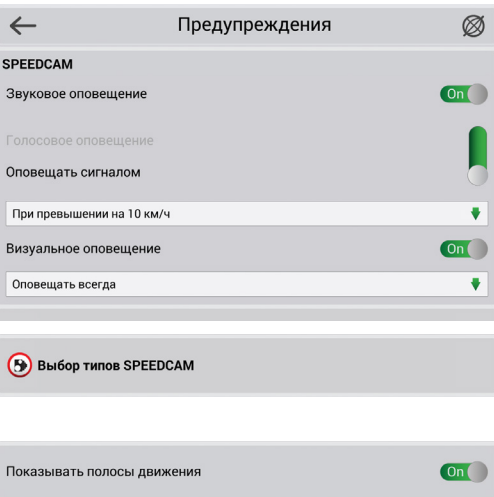 Предупреждения
SPEEDCAM
Звуковое оповещение
On
Голосовое оповещение
Оповещать сигналом
При превышении на 10 км/ч
Визуальное оповещение
On
Оповещать всегда
Выбор типов SPEEDCAM
Показывать полосы движения
On